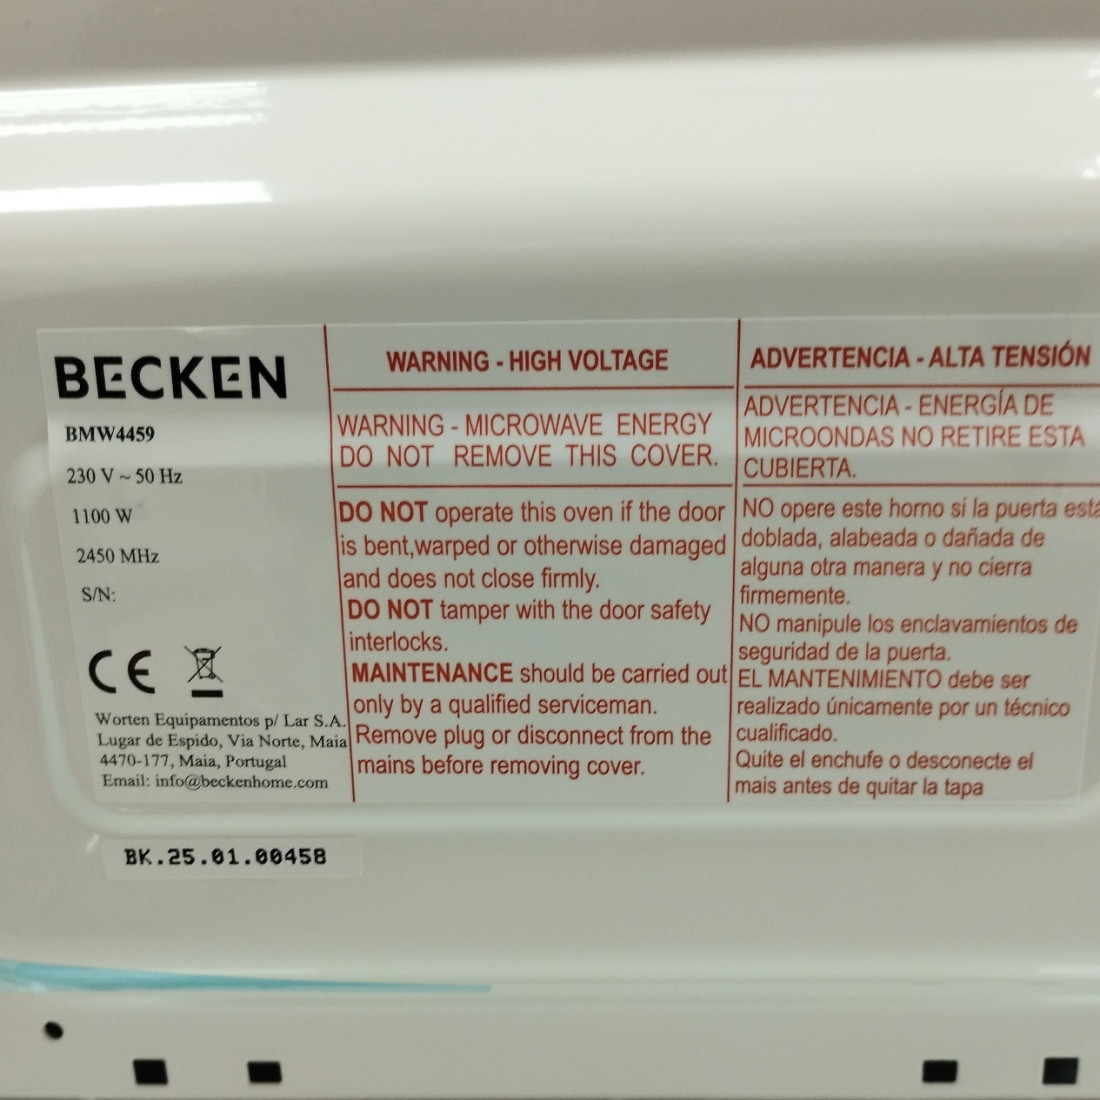 BECKEN
BMW4459
230 V ~ 50 Hz
1100 W
2450 MHz
S/N:
CE
Worten Equipamentos p/ Lar S.A.
Lugar de Espido, Via Norte, Maia
4470-177, Maia, Portugal
Email: info@beckenhome.com
BK.25.01.00458
WARNING - HIGH VOLTAGE
WARNING - MICROWAVE ENERGY
DO NOT REMOVE THIS COVER.
DO NOT operate this oven if the door
is bent,warped or otherwise damaged
and does not close firmly.
DO NOT tamper with the door safety
interlocks.
MAINTENANCE should be carried out
only by a qualified serviceman.
Remove plug or disconnect from the
mains before removing cover.
ADVERTENCIA - ALTA TENSIÓN
ADVERTENCIA - ENERGÍA DE
MICROONDAS NO RETIRE ESTA
CUBIERTA.
NO opere este horno si la puerta está
doblada, alabeada o dañada de
alguna otra manera y no cierra
firmemente.
NO manipule los enclavamientos de
seguridad de la puerta.
EL MANTENIMIENTO debe ser
realizado únicamente por un técnico
cualificado.
Quite el enchufe o desconecte el
mais antes de quitar la tapa